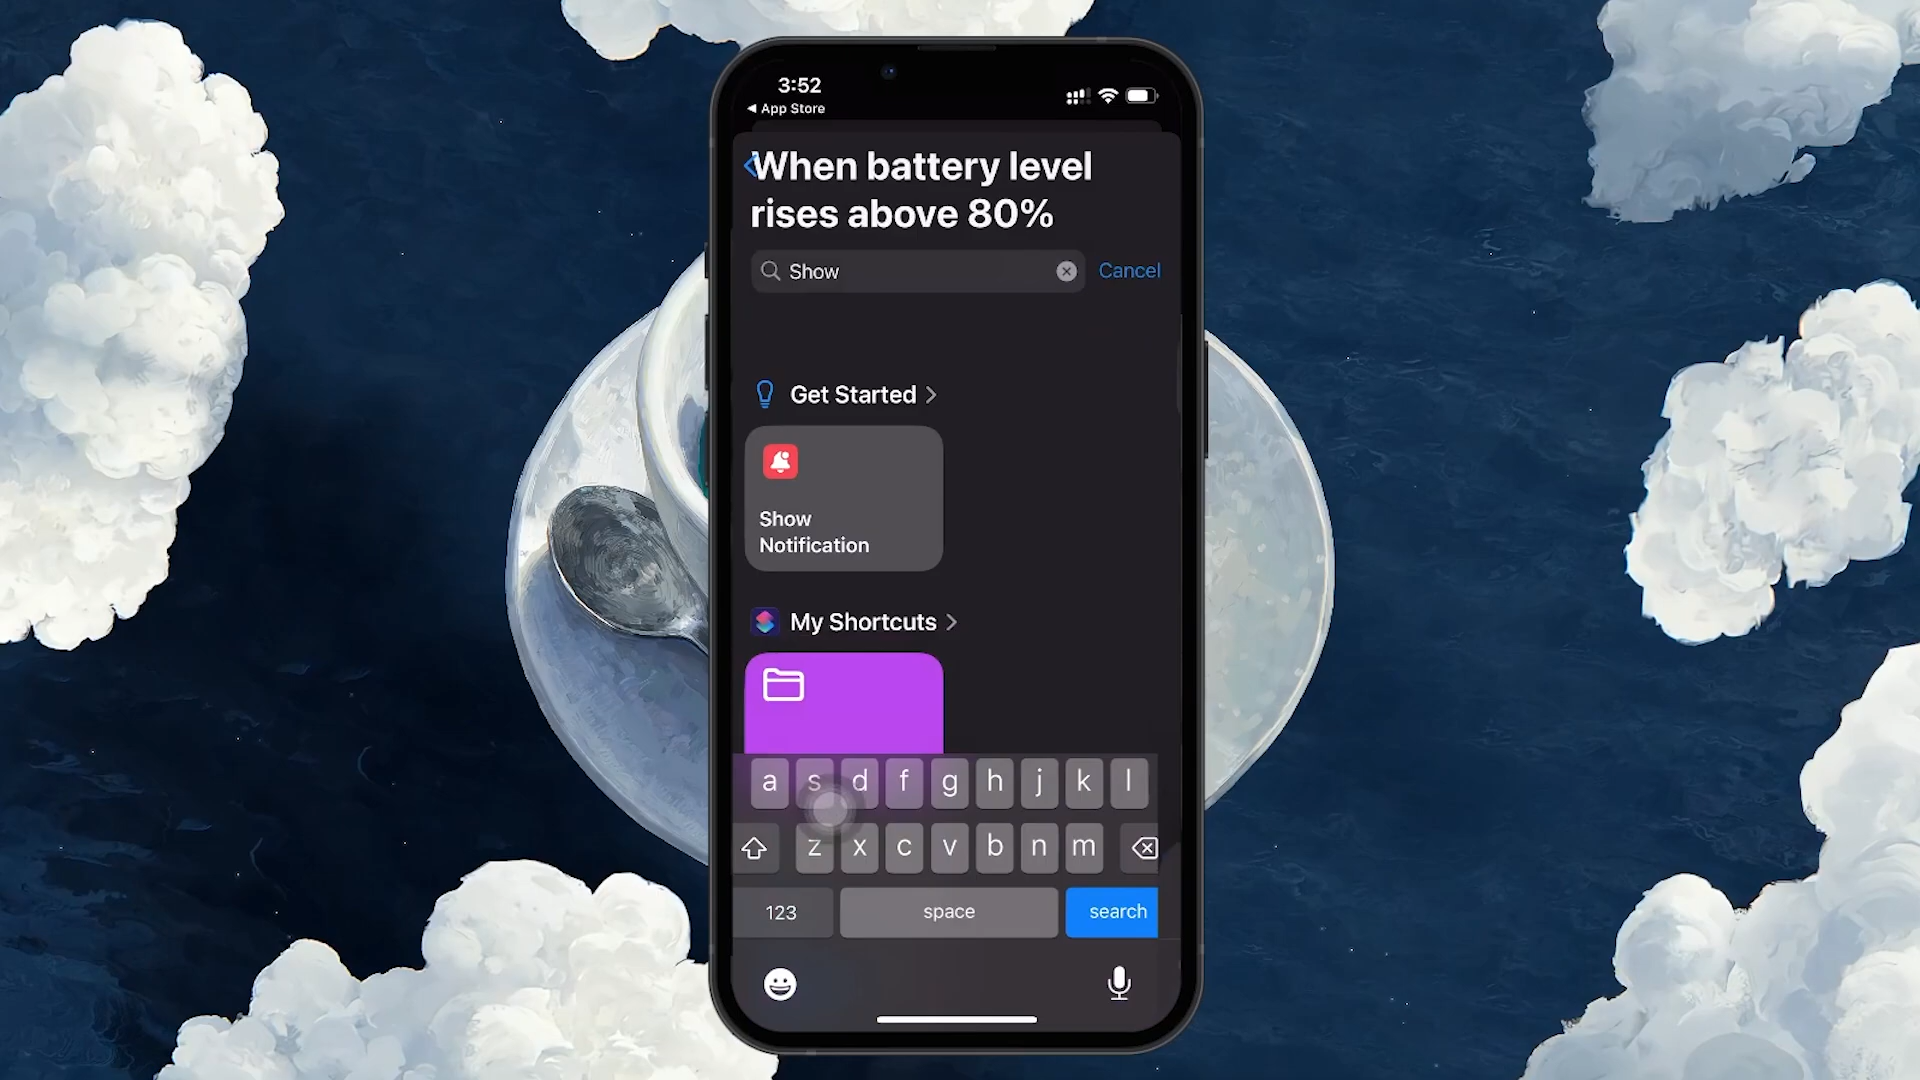 3:52
◀ App Store
When battery level
rises above 80%
Show
Cancel
Get Started >
Show
Notification
My Shortcuts >
a s d f g h j k l
z x c v b n m
123 space search